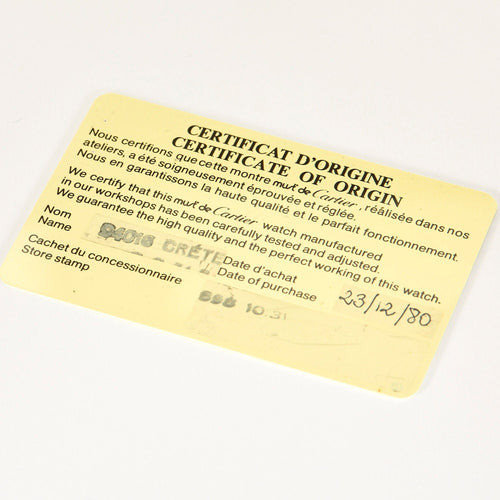 CERTIFICAT D'ORIGINE
CERTIFICATE OF ORIGIN
Nous certifions que cette montre must de Cartier, réalisée dans nos
ateliers, a été soigneusement éprouvée et réglée.
Nous en garantissons la haute qualité et le parfait fonctionnement.
We certify that this must de Cartier watch manufactured
in our workshops has been carefully tested and adjusted.
We guarantee the high quality and the perfect working of this watch.
Nom
Name
94018 CRÉTEIL
Cachet du concessionnaire
Store stamp
Date d'achat
Date of purchase
23/12/80
898 10.31